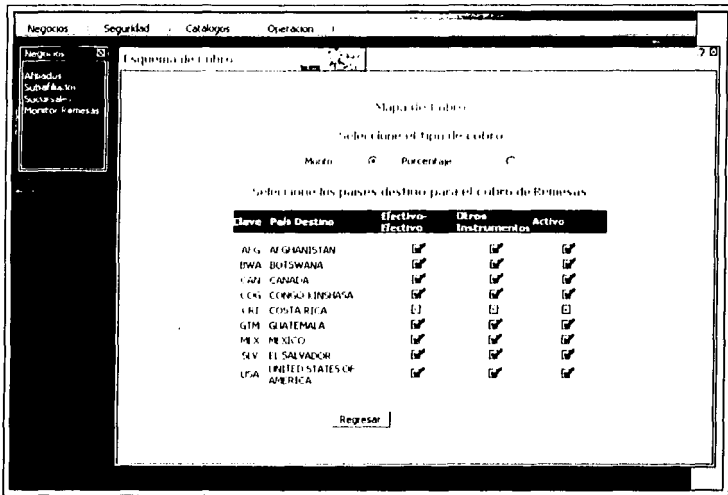 Negocios Seguridad Catálogos Operacion
Negocios
Afiliados
Subafiliados
Sucursales
Monitor Remesas
Esquema de Cobro
Mapa de Cobro
Seleccione el tipo de cobro
Monto Porcentaje
Seleccione los paises destino para el cobro de Remesas
Clave País Destino Efectivo-Efectivo Otros Instrumentos Activo
AFG AFGHANISTAN
BWA BOTSWANA
CAN CANADA
COG CONGO KINSHASA
CRI COSTA RICA
GTM GUATEMALA
MEX MEXICO
SLV EL SALVADOR
USA UNITED STATES OF AMERICA
Regresar